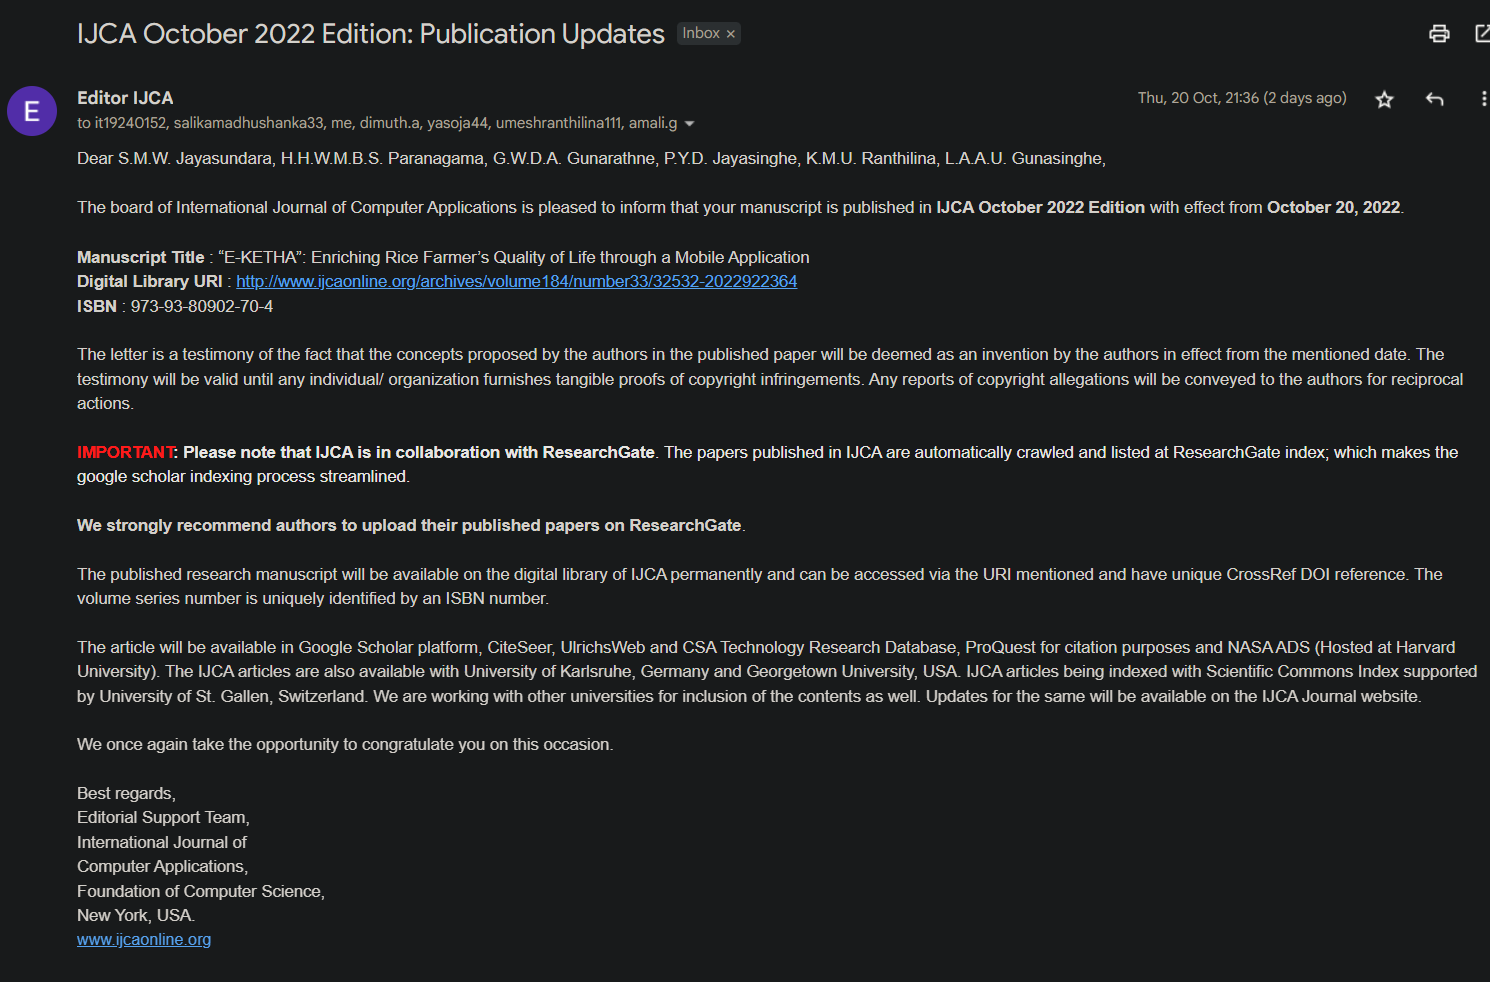 IJCA October 2022 Edition: Publication Updates Inbox ×
Editor IJCA Thu, 20 Oct, 21:36 (2 days ago)
E
to it19240152, salikamadhushanka33, me, dimuth.a, yasoja44, umeshranthilina111, amali.g
Dear S.M.W. Jayasundara, H.H.W.M.B.S. Paranagama, G.W.D.A. Gunarathne, P.Y.D. Jayasinghe, K.M.U. Ranthilina, L.A.A.U. Gunasinghe,
The board of International Journal of Computer Applications is pleased to inform that your manuscript is published in IJCA October 2022 Edition with effect from October 20, 2022.
Manuscript Title : “E-KETHA”: Enriching Rice Farmer’s Quality of Life through a Mobile Application
Digital Library URI : http://www.ijcaonline.org/archives/volume184/number33/32532-2022922364
ISBN : 973-93-80902-70-4
The letter is a testimony of the fact that the concepts proposed by the authors in the published paper will be deemed as an invention by the authors in effect from the mentioned date. The
testimony will be valid until any individual/ organization furnishes tangible proofs of copyright infringements. Any reports of copyright allegations will be conveyed to the authors for reciprocal
actions.
IMPORTANT: Please note that IJCA is in collaboration with ResearchGate. The papers published in IJCA are automatically crawled and listed at ResearchGate index; which makes the
google scholar indexing process streamlined.
We strongly recommend authors to upload their published papers on ResearchGate.
The published research manuscript will be available on the digital library of IJCA permanently and can be accessed via the URI mentioned and have unique CrossRef DOI reference. The
volume series number is uniquely identified by an ISBN number.
The article will be available in Google Scholar platform, CiteSeer, UlrichsWeb and CSA Technology Research Database, ProQuest for citation purposes and NASA ADS (Hosted at Harvard
University). The IJCA articles are also available with University of Karlsruhe, Germany and Georgetown University, USA. IJCA articles being indexed with Scientific Commons Index supported
by University of St. Gallen, Switzerland. We are working with other universities for inclusion of the contents as well. Updates for the same will be available on the IJCA Journal website.
We once again take the opportunity to congratulate you on this occasion.
Best regards,
Editorial Support Team,
International Journal of
Computer Applications,
Foundation of Computer Science,
New York, USA.
www.ijcaonline.org